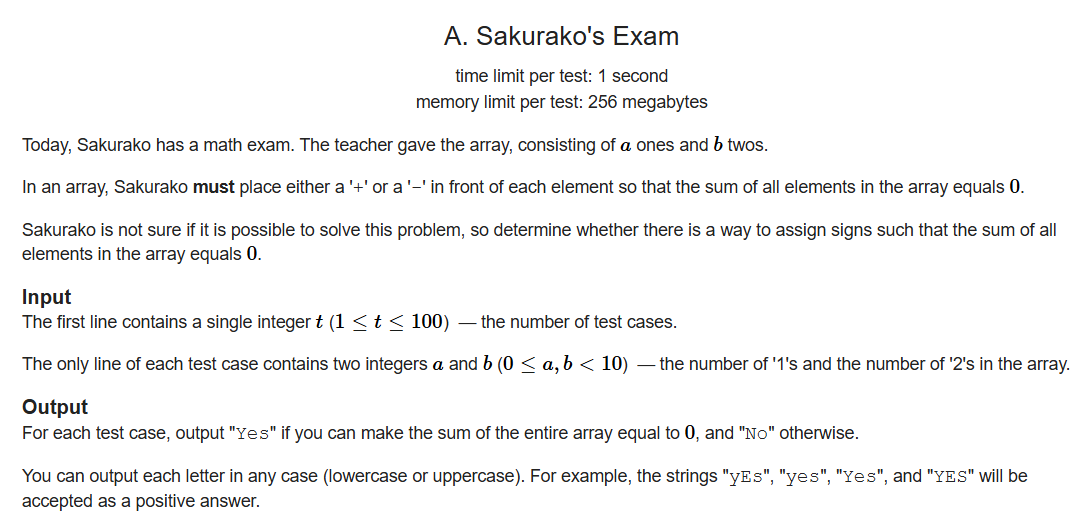 A. Sakurako's Exam
time limit per test: 1 second
memory limit per test: 256 megabytes
Today, Sakurako has a math exam. The teacher gave the array, consisting of a ones and b twos.
In an array, Sakurako must place either a '+' or a '−' in front of each element so that the sum of all elements in the array equals 0.
Sakurako is not sure if it is possible to solve this problem, so determine whether there is a way to assign signs such that the sum of all
elements in the array equals 0.
Input
The first line contains a single integer t (1 ≤ t ≤ 100) — the number of test cases.
The only line of each test case contains two integers a and b (0 ≤ a, b < 10) — the number of '1's and the number of '2's in the array.
Output
For each test case, output "Yes" if you can make the sum of the entire array equal to 0, and "No" otherwise.
You can output each letter in any case (lowercase or uppercase). For example, the strings "yEs", "yes", "Yes", and "YES" will be
accepted as a positive answer.